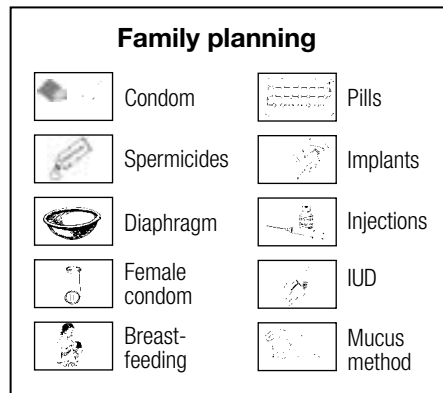 Family planning
Condom
Spermicides
Diaphragm
Female
condom
Breast-
feeding
Pills
Implants
Injections
IUD
Mucus
method